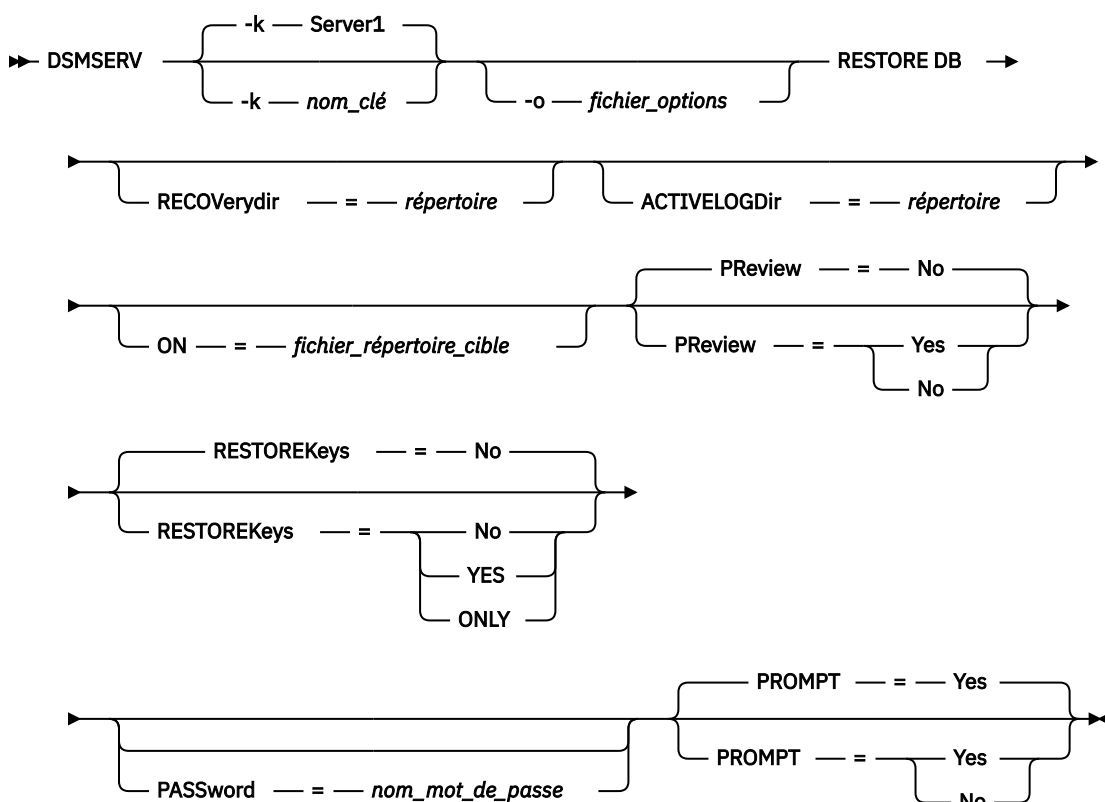 -k Server1
DSMSERV RESTORE DB
-k nom_clé -o fichier_options
RECOVerydir = répertoire ACTIVELOGDir = répertoire
PReview = No
ON = fichier_répertoire_cible PReview = Yes
No
RESTOREKeys = No
RESTOREKeys = No
YES
ONLY
PROMPT = Yes
PASSword = nom_mot_de_passe PROMPT = Yes
No